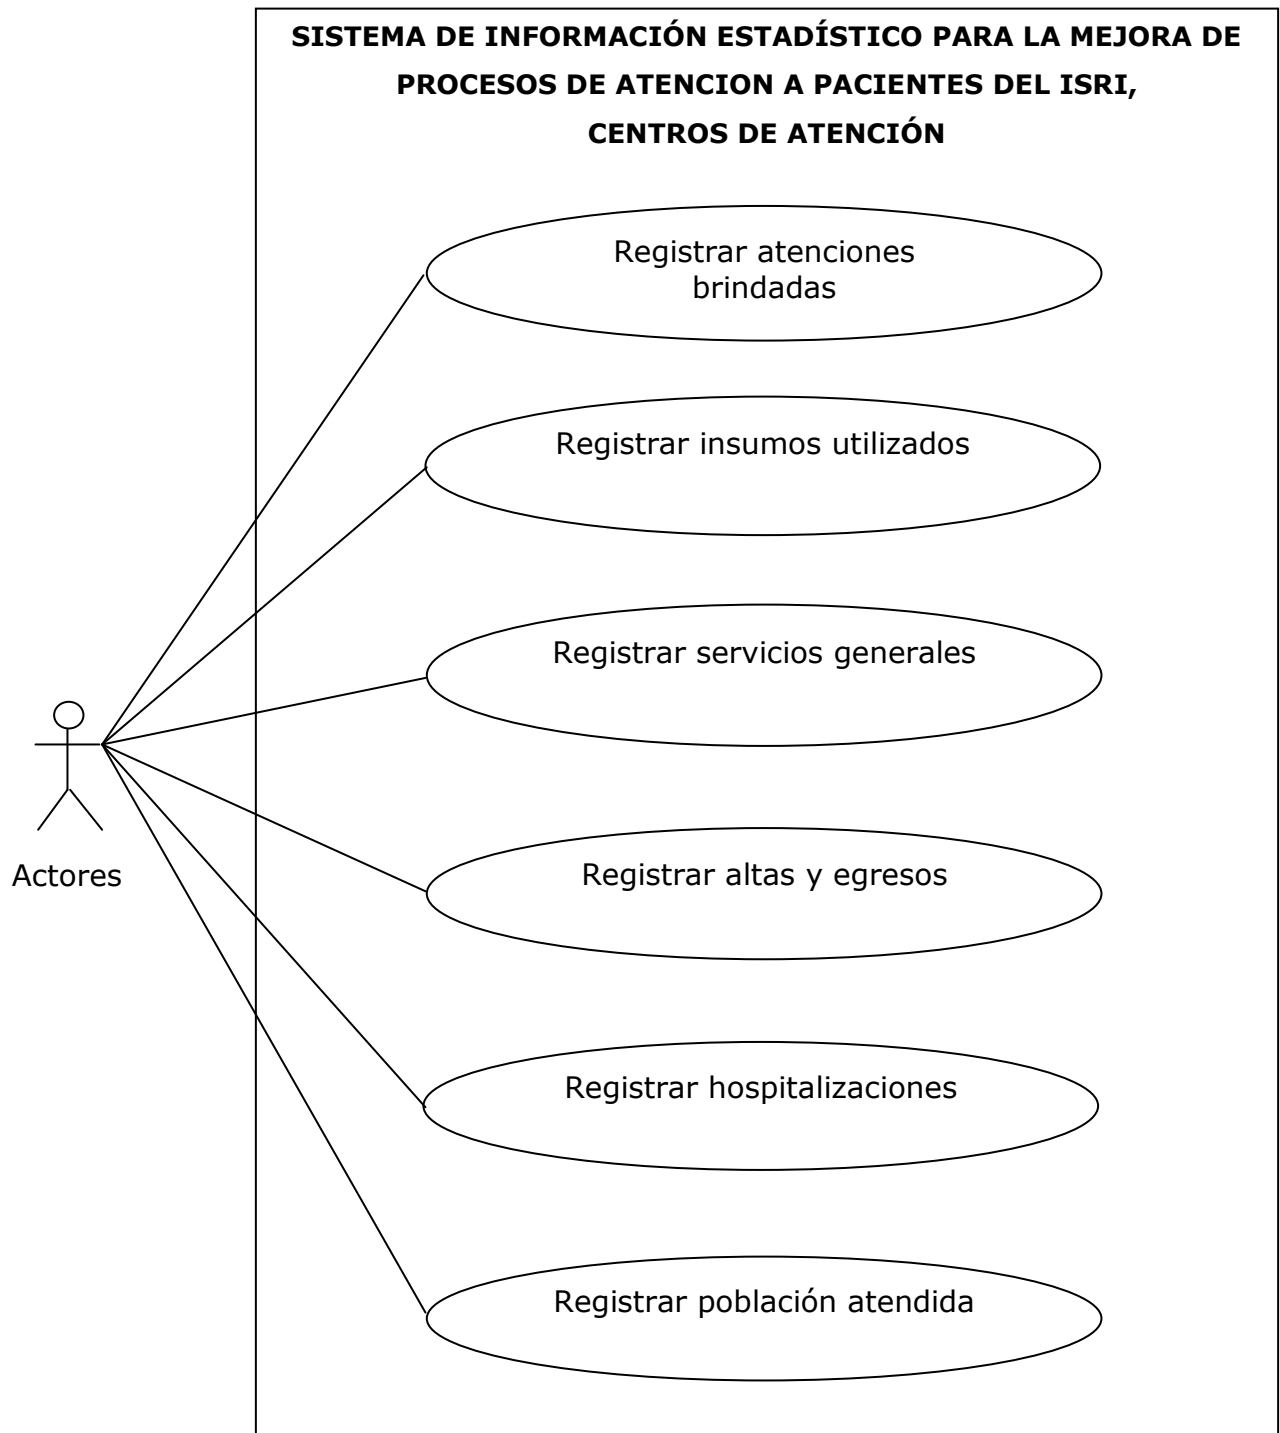 SISTEMA DE INFORMACIÓN ESTADÍSTICO PARA LA MEJORA DE
PROCESOS DE ATENCION A PACIENTES DEL ISRI,
CENTROS DE ATENCIÓN
Registrar atenciones
brindadas
Registrar insumos utilizados
Registrar servicios generales
Actores
Registrar altas y egresos
Registrar hospitalizaciones
Registrar población atendida